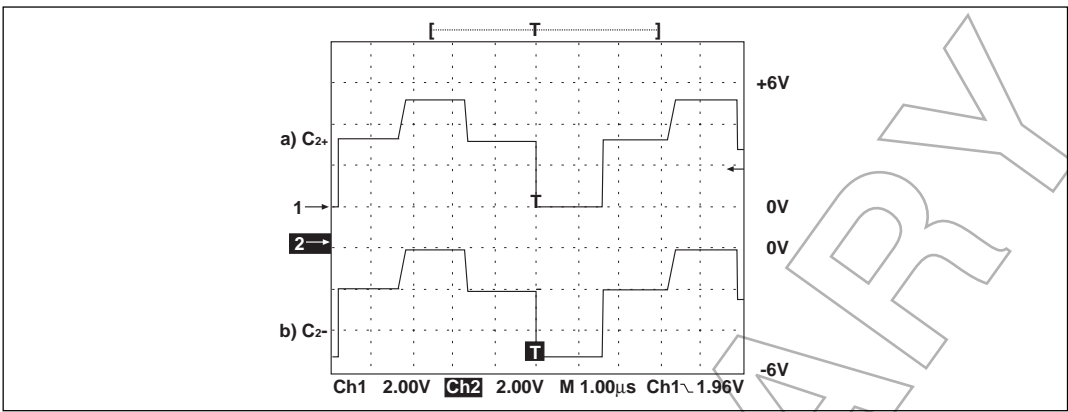 [ T ]
+6V
a) C2+
T
1 0V
2 0V
b) C2-
T
-6V
Ch1 2.00V Ch2 2.00V M 1.00μs Ch1 1.96V
ARY